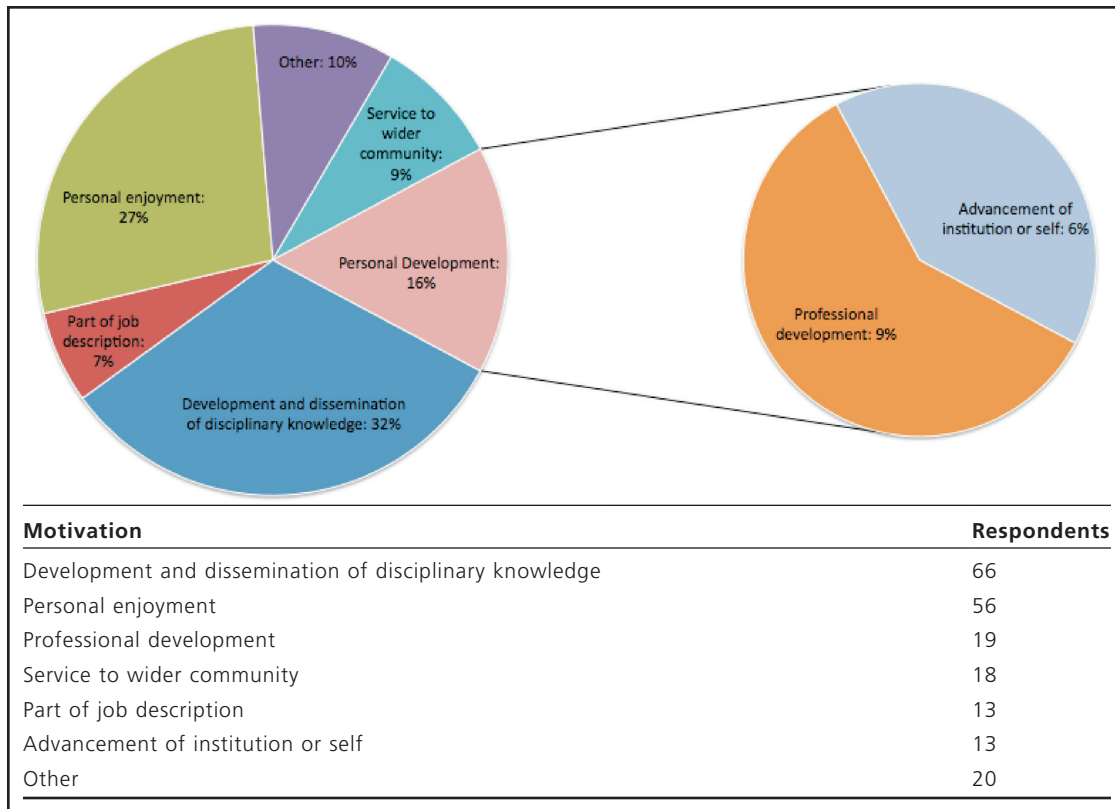 Other: 10%
Service to
wider
community:
9%
Personal enjoyment:
27%
Personal Development:
16%
Part of job
description:
7%
Development and dissemination
of disciplinary knowledge: 32%
Advancement of
institution or self: 6%
Professional
development: 9%
Motivation Respondents
Development and dissemination of disciplinary knowledge 66
Personal enjoyment 56
Professional development 19
Service to wider community 18
Part of job description 13
Advancement of institution or self 13
Other 20